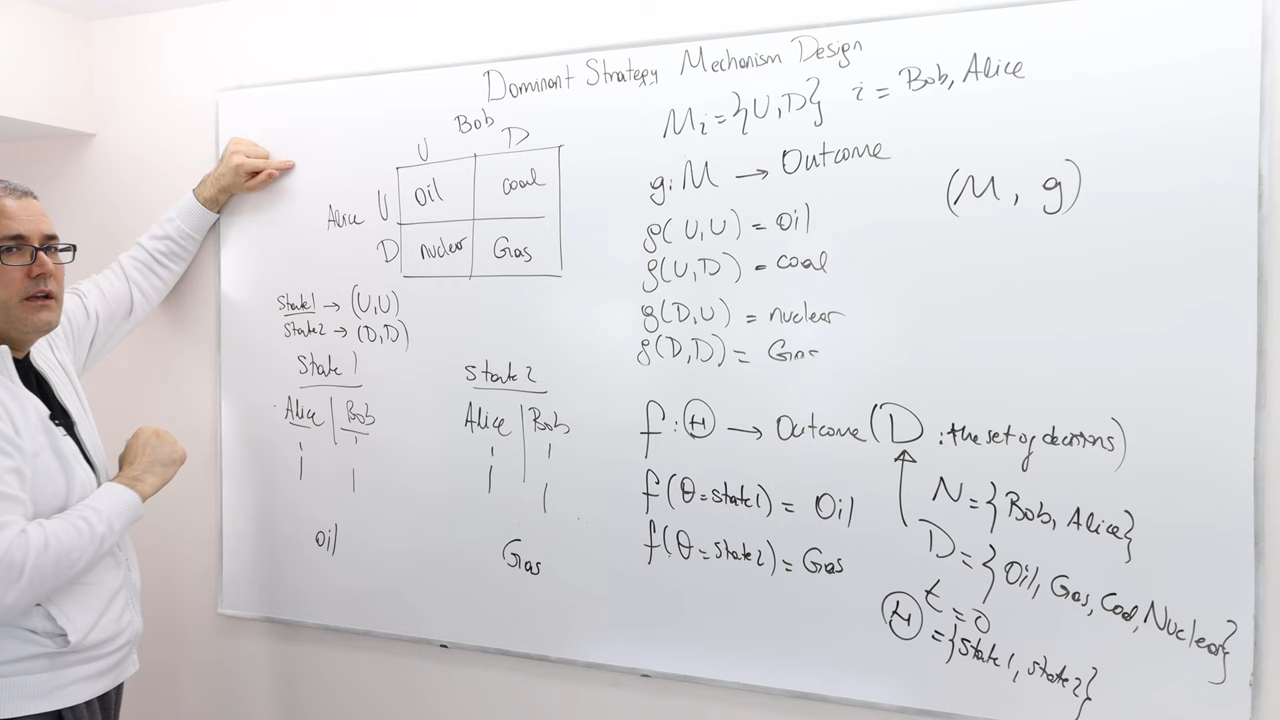 Dominant Strategy Mechanism Design
Bob
U D
Alice U Oil Coal
D nuclear Gas
State1 → (U,U)
State2 → (D,D)
State 1
Alice | Bob
Oil
State 2
Alice | Bob
Gas
Mi = {U,D} i = Bob, Alice
g: M → Outcome
g(U,U) = Oil
g(U,D) = Coal
g(D,U) = nuclear
g(D,D) = Gas
(M, g)
f: Θ → Outcome (D : the set of decisions)
f(θ=state1) = Oil
f(θ=state2) = Gas
N = {Bob, Alice}
D = {Oil, Gas, Coal, Nuclear}
t = 0
Θ = {state1, state2}